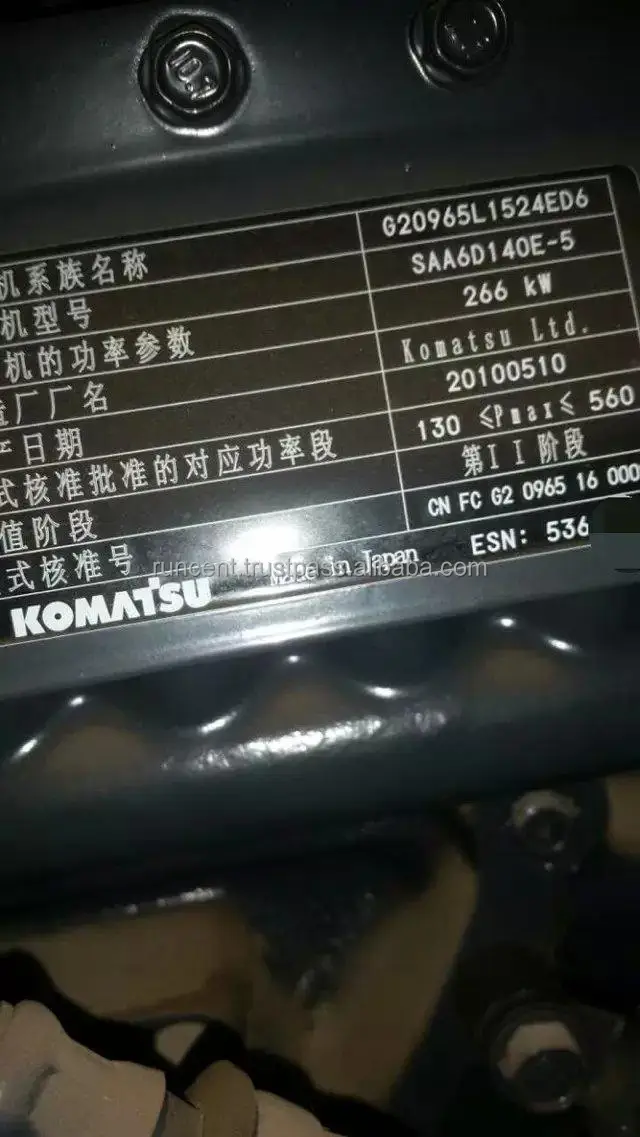 10.9
机系族名称 G20965L1524ED6
机型号 SAA6D140E-5
机的功率参数 266 kW
厂厂名 Komatsu Ltd.
日期 20100510
式核准批准的对应功率段 130 ≤Pmax≤ 560
值阶段 第II阶段
式核准号 CN FC G2 0965 16 000
KOMATSU Made in Japan ESN: 536
runcent.trustpass.alibaba.com